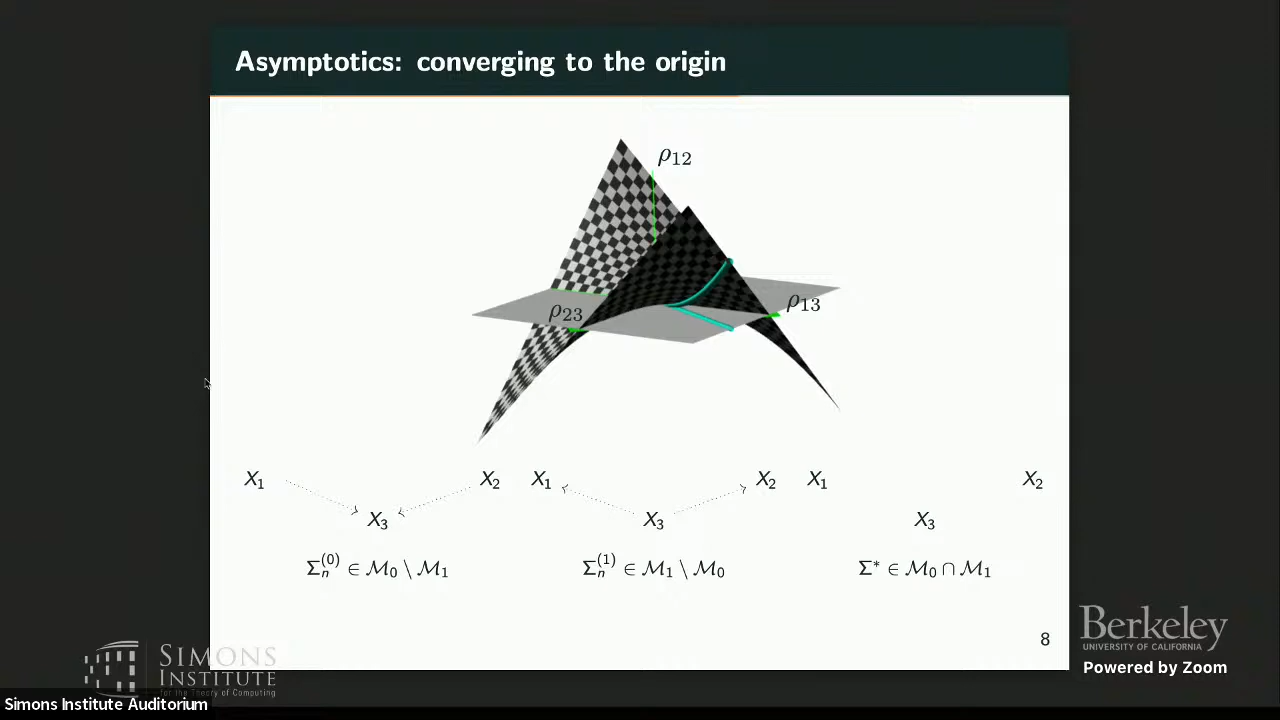 Asymptotics: converging to the origin
ρ12
ρ23
ρ13
X1 X2 X1 X2 X1 X2
X3 X3 X3
Σn(0) ∈ M0 \ M1 Σn(1) ∈ M1 \ M0 Σ* ∈ M0 ∩ M1
8
Berkeley
UNIVERSITY OF CALIFORNIA
Powered by Zoom
SIMONS
INSTITUTE
for the Theory of Computing
Simons Institute Auditorium